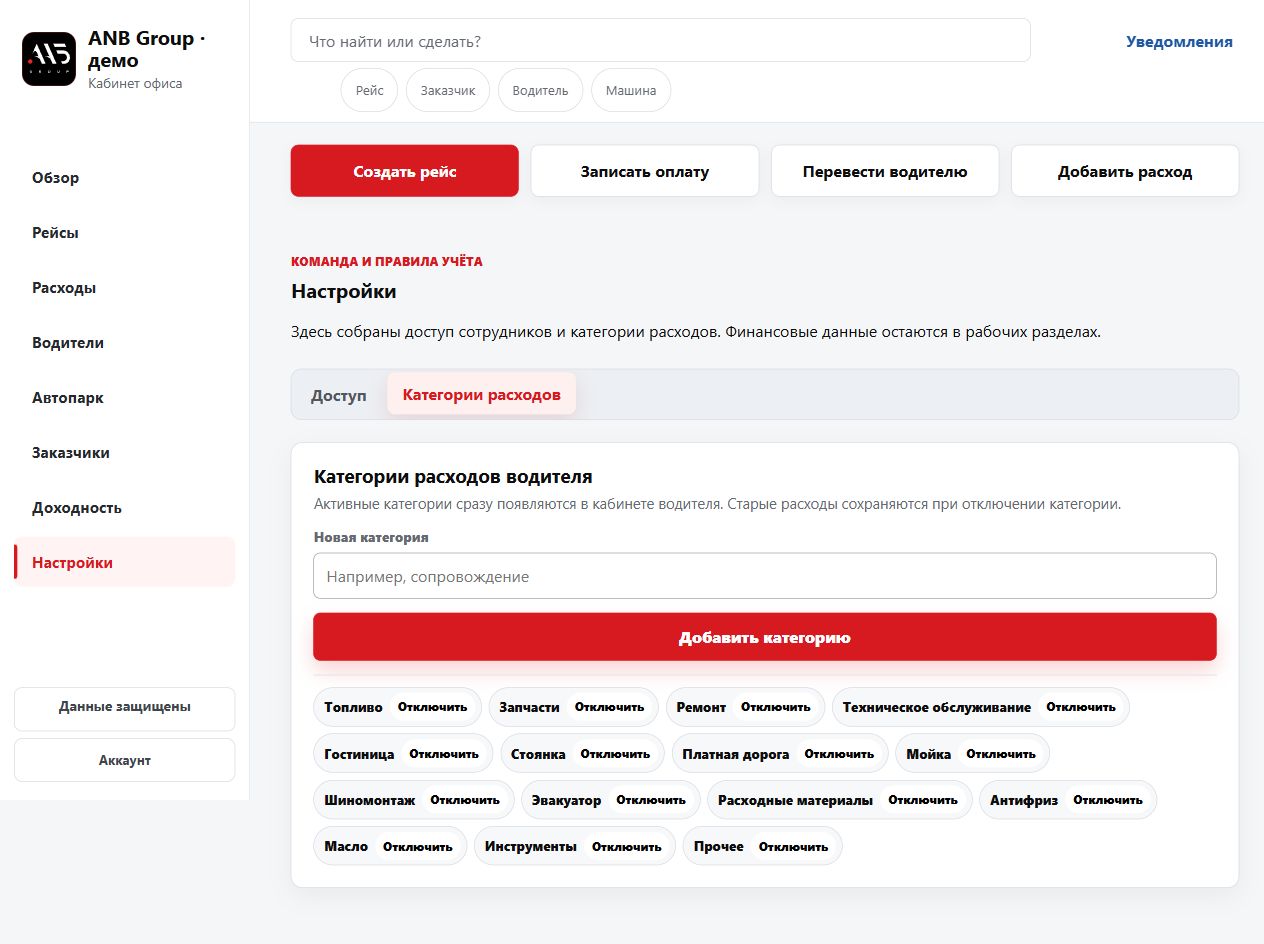 ANB GROUP
ANB Group ·
демо
Кабинет офиса
Что найти или сделать?
Уведомления
Рейс
Заказчик
Водитель
Машина
Обзор
Рейсы
Расходы
Водители
Автопарк
Заказчики
Доходность
Настройки
Данные защищены
Аккаунт
Создать рейс
Записать оплату
Перевести водителю
Добавить расход
КОМАНДА И ПРАВИЛА УЧЁТА
Настройки
Здесь собраны доступ сотрудников и категории расходов. Финансовые данные остаются в рабочих разделах.
Доступ
Категории расходов
Категории расходов водителя
Активные категории сразу появляются в кабинете водителя. Старые расходы сохраняются при отключении категории.
Новая категория
Например, сопровождение
Добавить категорию
Топливо Отключить Запчасти Отключить Ремонт Отключить Техническое обслуживание Отключить
Гостиница Отключить Стоянка Отключить Платная дорога Отключить Мойка Отключить
Шиномонтаж Отключить Эвакуатор Отключить Расходные материалы Отключить Антифриз Отключить
Масло Отключить Инструменты Отключить Прочее Отключить